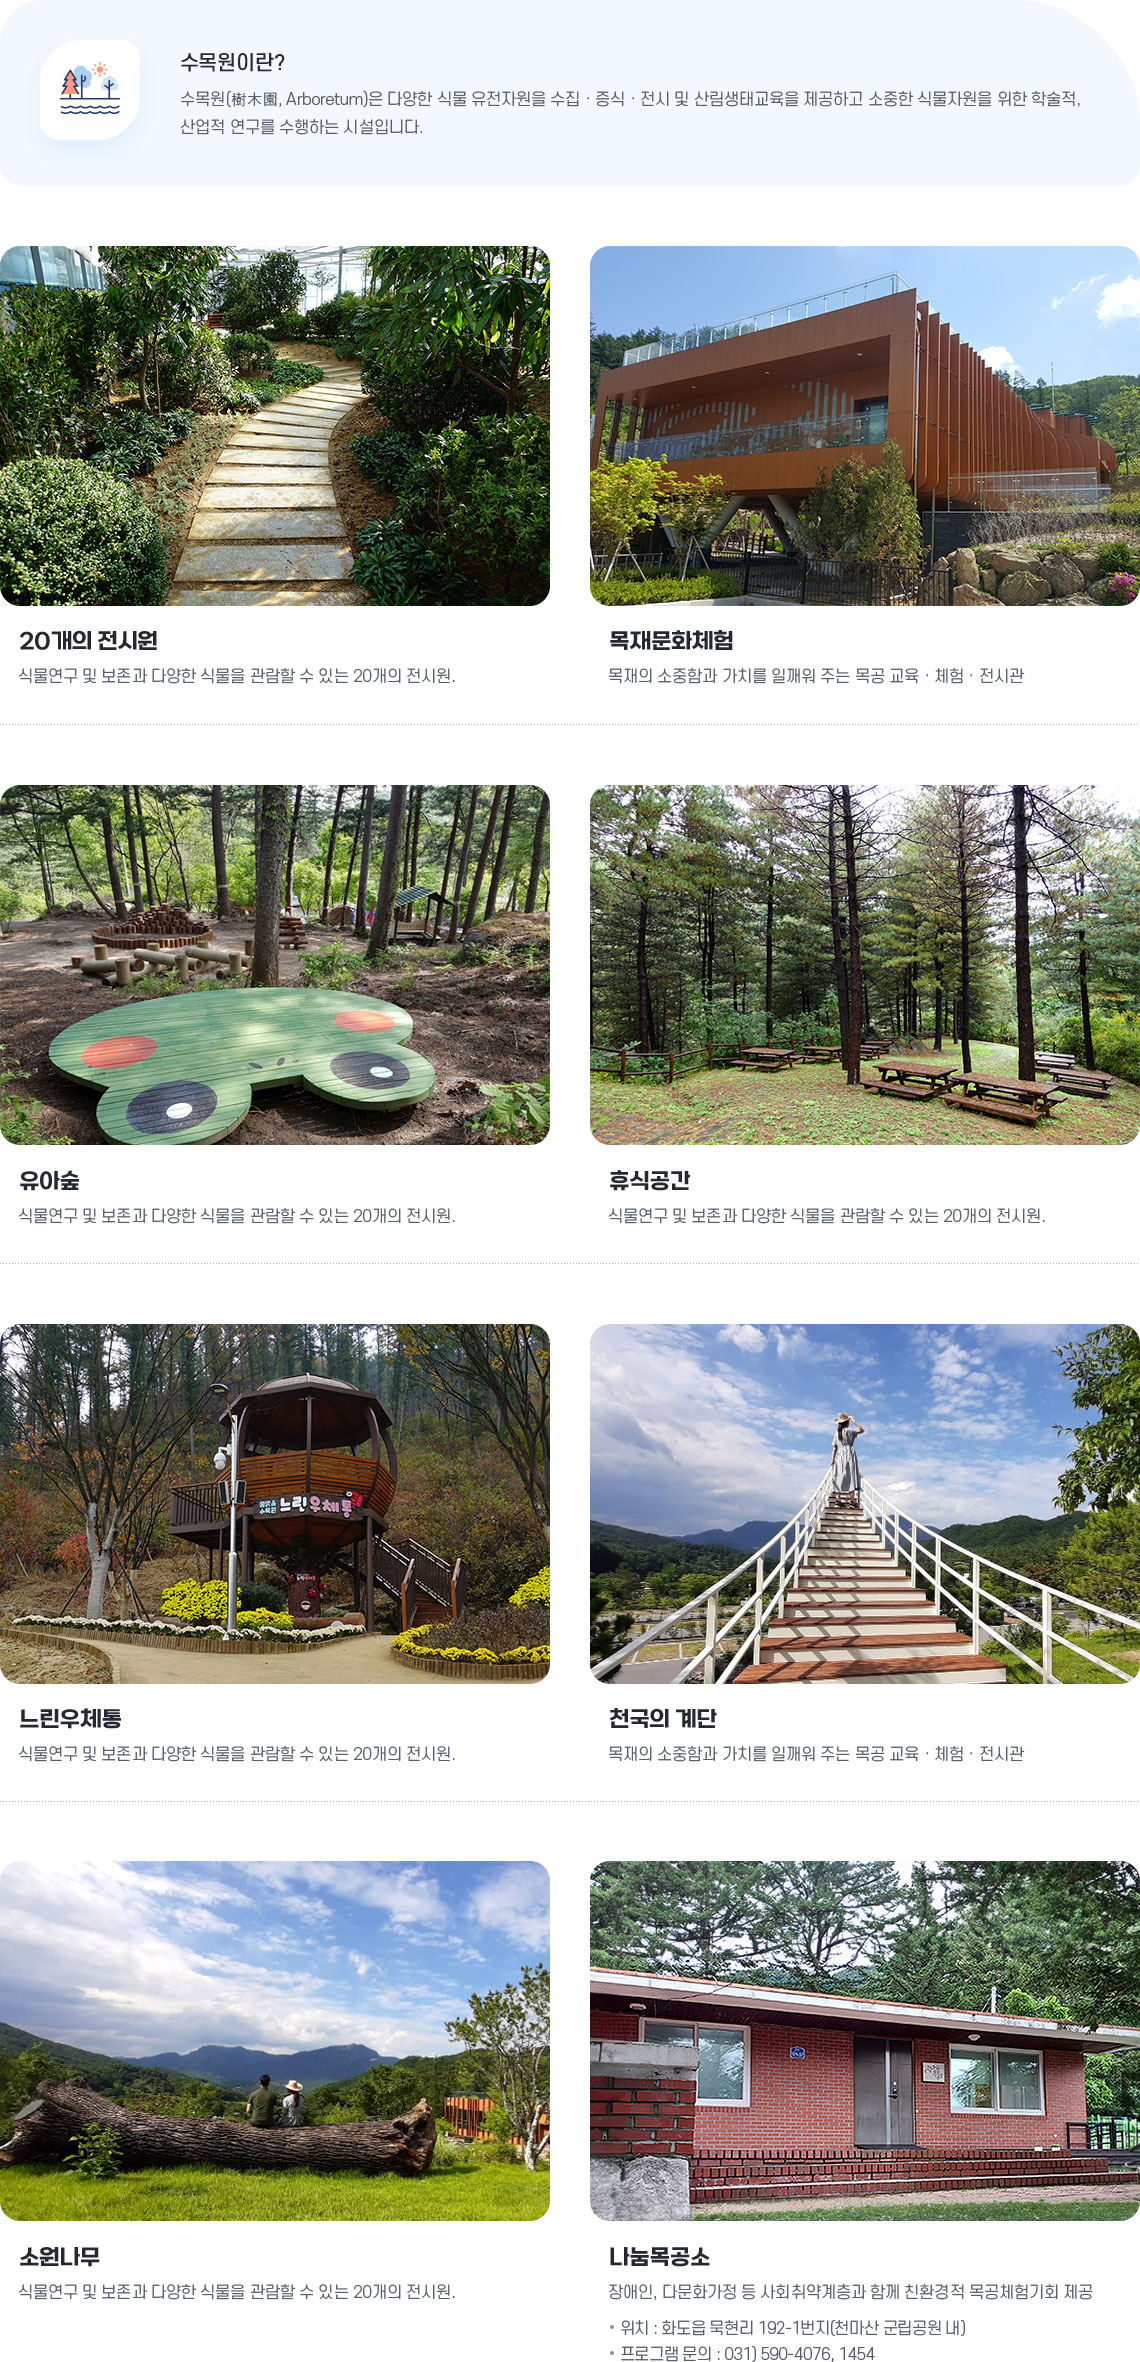 수목원이란?
수목원(樹木園, Arboretum)은 다양한 식물 유전자원을 수집 · 증식 · 전시 및 산림생태교육을 제공하고 소중한 식물자원을 위한 학술적,
산업적 연구를 수행하는 시설입니다.
20개의 전시원
식물연구 및 보존과 다양한 식물을 관람할 수 있는 20개의 전시원.
목재문화체험
목재의 소중함과 가치를 일깨워 주는 목공 교육 · 체험 · 전시관
유아숲
식물연구 및 보존과 다양한 식물을 관람할 수 있는 20개의 전시원.
휴식공간
식물연구 및 보존과 다양한 식물을 관람할 수 있는 20개의 전시원.
느린우체통
느린우체통
식물연구 및 보존과 다양한 식물을 관람할 수 있는 20개의 전시원.
천국의 계단
목재의 소중함과 가치를 일깨워 주는 목공 교육 · 체험 · 전시관
소원나무
식물연구 및 보존과 다양한 식물을 관람할 수 있는 20개의 전시원.
나눔목공소
장애인, 다문화가정 등 사회취약계층과 함께 친환경적 목공체험기회 제공
• 위치 : 화도읍 묵현리 192-1번지(천마산 군립공원 내)
• 프로그램 문의 : 031) 590-4076, 1454